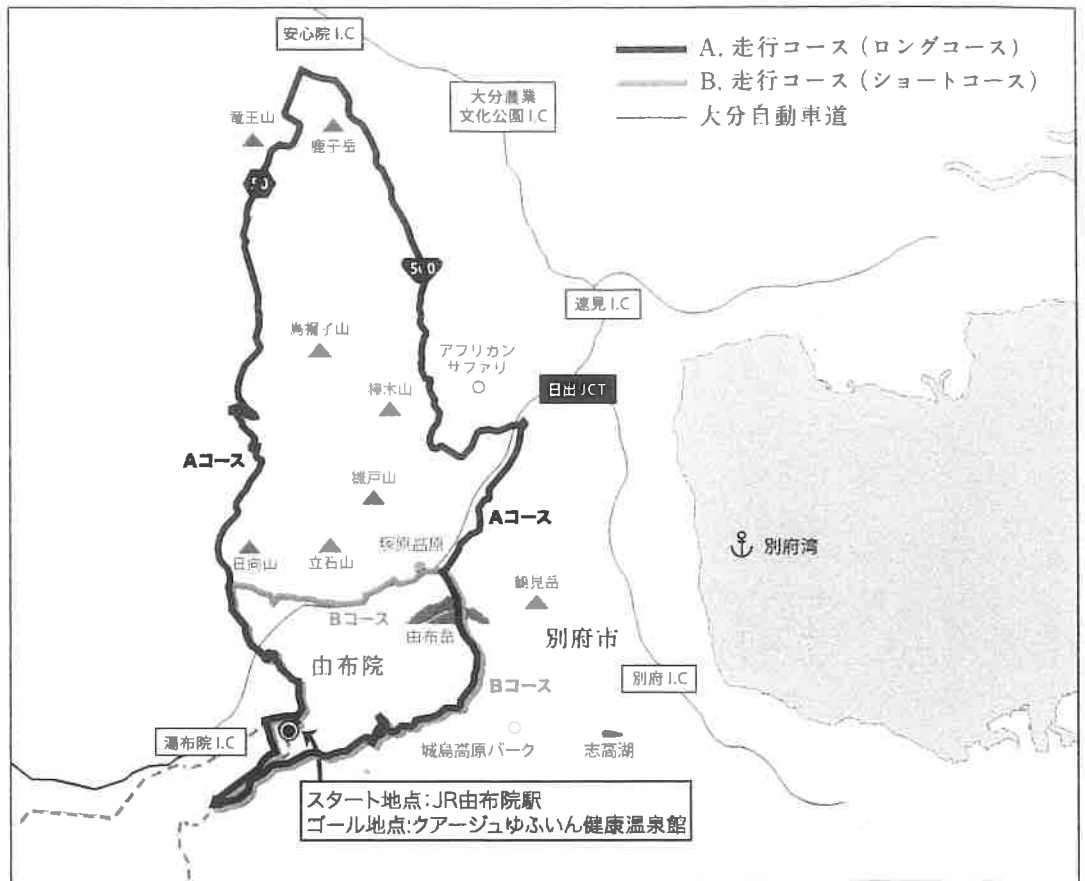 安心院 I.C
A. 走行コース（ロングコース）
B. 走行コース（ショートコース）
大分自動車道
大分農業
文化公園 I.C
竜王山
鹿子岳
50
500
速見 I.C
烏帽子山
アフリカン
サファリ
日出 JCT
Aコース
Aコース
塚原高原
別府湾
日向山
立石山
鶴見岳
Bコース
由布岳
別府市
由布院
Bコース
別府 I.C
湯布院 I.C
城島高原パーク
志高湖
スタート地点：JR由布院駅
ゴール地点：クアージュゆふいん健康温泉館